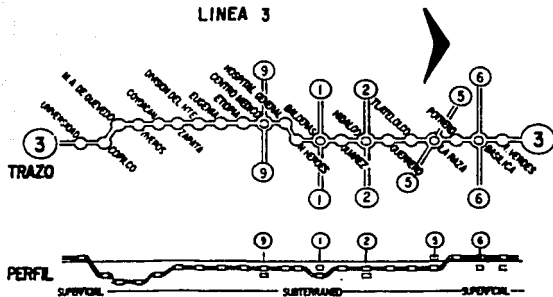 LINEA 3
9
1
2
5
6
UNIVERSIDAD
M.A. DE QUEVEDO
COYOACAN
DIVISION DEL NTE.
EUGENIA
ETIOPIA
CENTRO MEDICO
HOSPITAL GENERAL
BALDERAS
HIDALGO
TLATELOLCO
POTRERO
3
3
COPILCO
VIVEROS
ZAPATA
N. HEROES
JUAREZ
GUERRERO
LA RAZA
BASILICA
I. VERDES
TRAZO
9
1
2
5
6
9
1
2
5
6
PERFIL
SUPERFICIAL
SUBTERRANEO
SUPERFICIAL